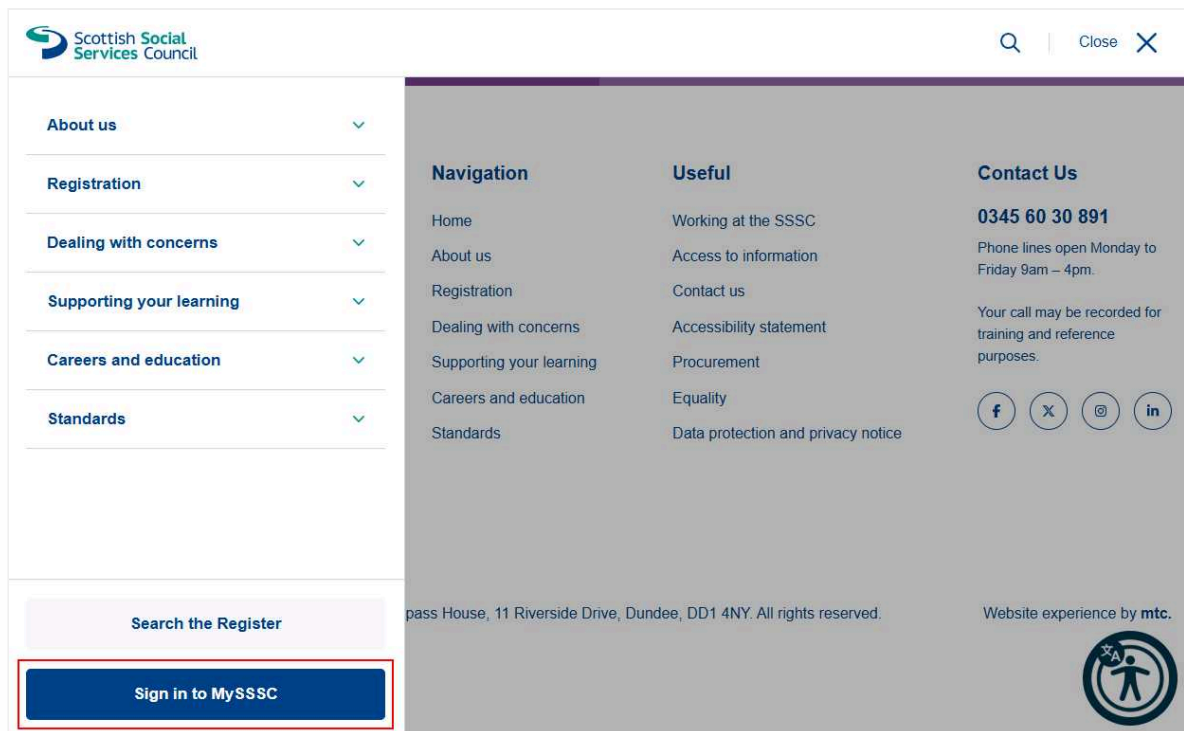 Scottish Social
Services Council
Close
About us
Registration
Dealing with concerns
Supporting your learning
Careers and education
Standards
Search the Register
Sign in to MySSSC
Navigation
Home
About us
Registration
Dealing with concerns
Supporting your learning
Careers and education
Standards
Useful
Working at the SSSC
Access to information
Contact us
Accessibility statement
Procurement
Equality
Data protection and privacy notice
Contact Us
0345 60 30 891
Phone lines open Monday to
Friday 9am – 4pm.
Your call may be recorded for
training and reference
purposes.
pass House, 11 Riverside Drive, Dundee, DD1 4NY. All rights reserved.
Website experience by mtc.